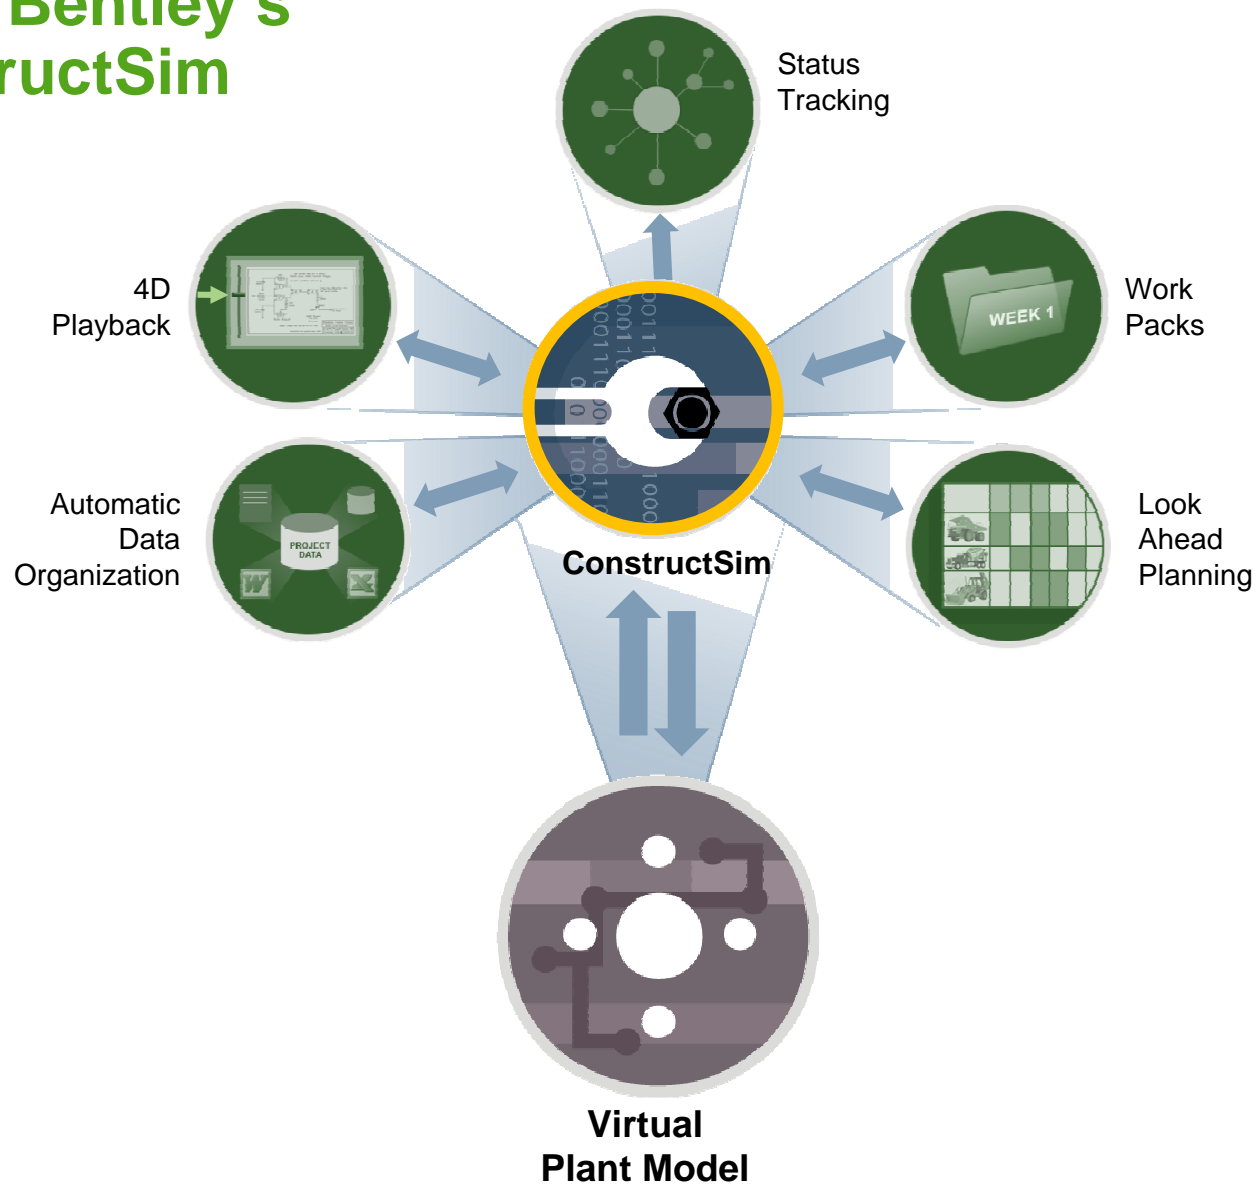 Bentley's
ructSim
Status
Tracking
4D
Playback
WEEK 1
Work
Packs
Automatic
Data
Organization
PROJECT
DATA
W
X
ConstructSim
Look
Ahead
Planning
Virtual
Plant Model